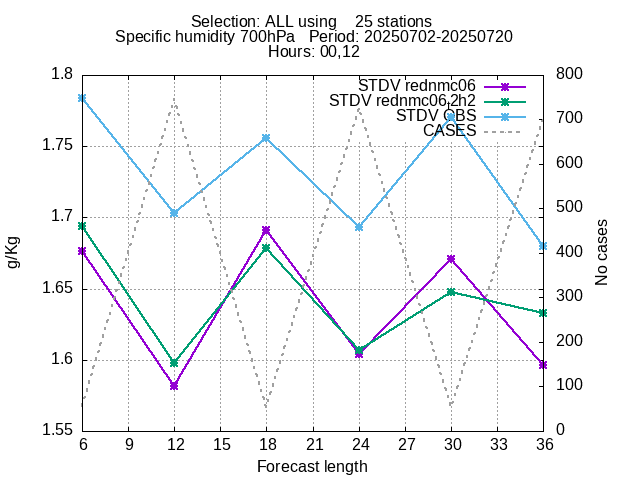 Selection: ALL using    25 stations
Specific humidity 700hPa   Period: 20250702-20250720
Hours: 00,12
1.8
1.75
1.7
1.65
1.6
1.55
g/Kg
STDV rednmc06
STDV rednmc06,2h2
STDV OBS
CASES
800
700
600
500
400
300
200
100
0
No cases
6 9 12 15 18 21 24 27 30 33 36
Forecast length